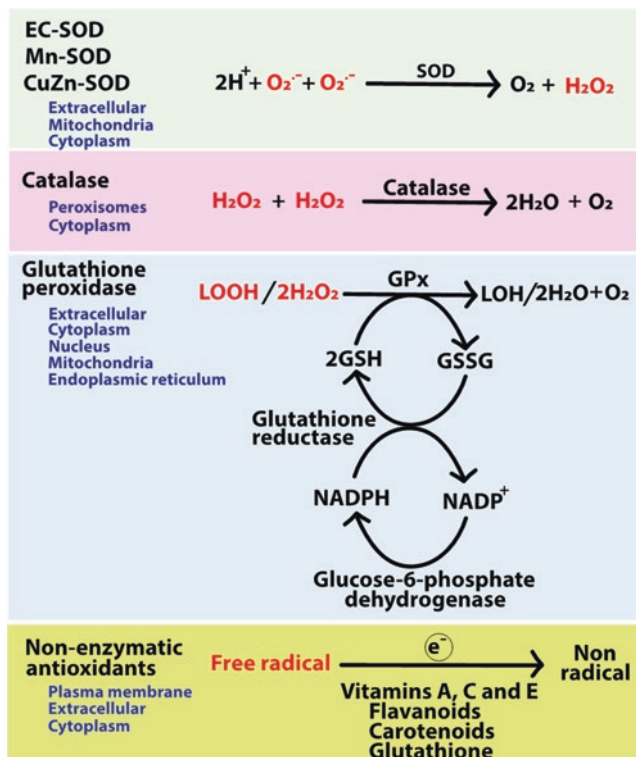 EC-SOD
Mn-SOD
CuZn-SOD
Extracellular
Mitochondria
Cytoplasm
2H⁺ + O₂·⁻ + O₂·⁻ SOD O₂ + H₂O₂
Catalase
Peroxisomes
Cytoplasm
H₂O₂ + H₂O₂ Catalase 2H₂O + O₂
Glutathione
peroxidase
Extracellular
Cytoplasm
Nucleus
Mitochondria
Endoplasmic reticulum
LOOH/2H₂O₂ GPx LOH/2H₂O+O₂
2GSH GSSG
Glutathione
reductase
NADPH NADP⁺
Glucose-6-phosphate
dehydrogenase
Non-enzymatic
antioxidants
Plasma membrane
Extracellular
Cytoplasm
Free radical e⁻ Non
radical
Vitamins A, C and E
Flavanoids
Carotenoids
Glutathione